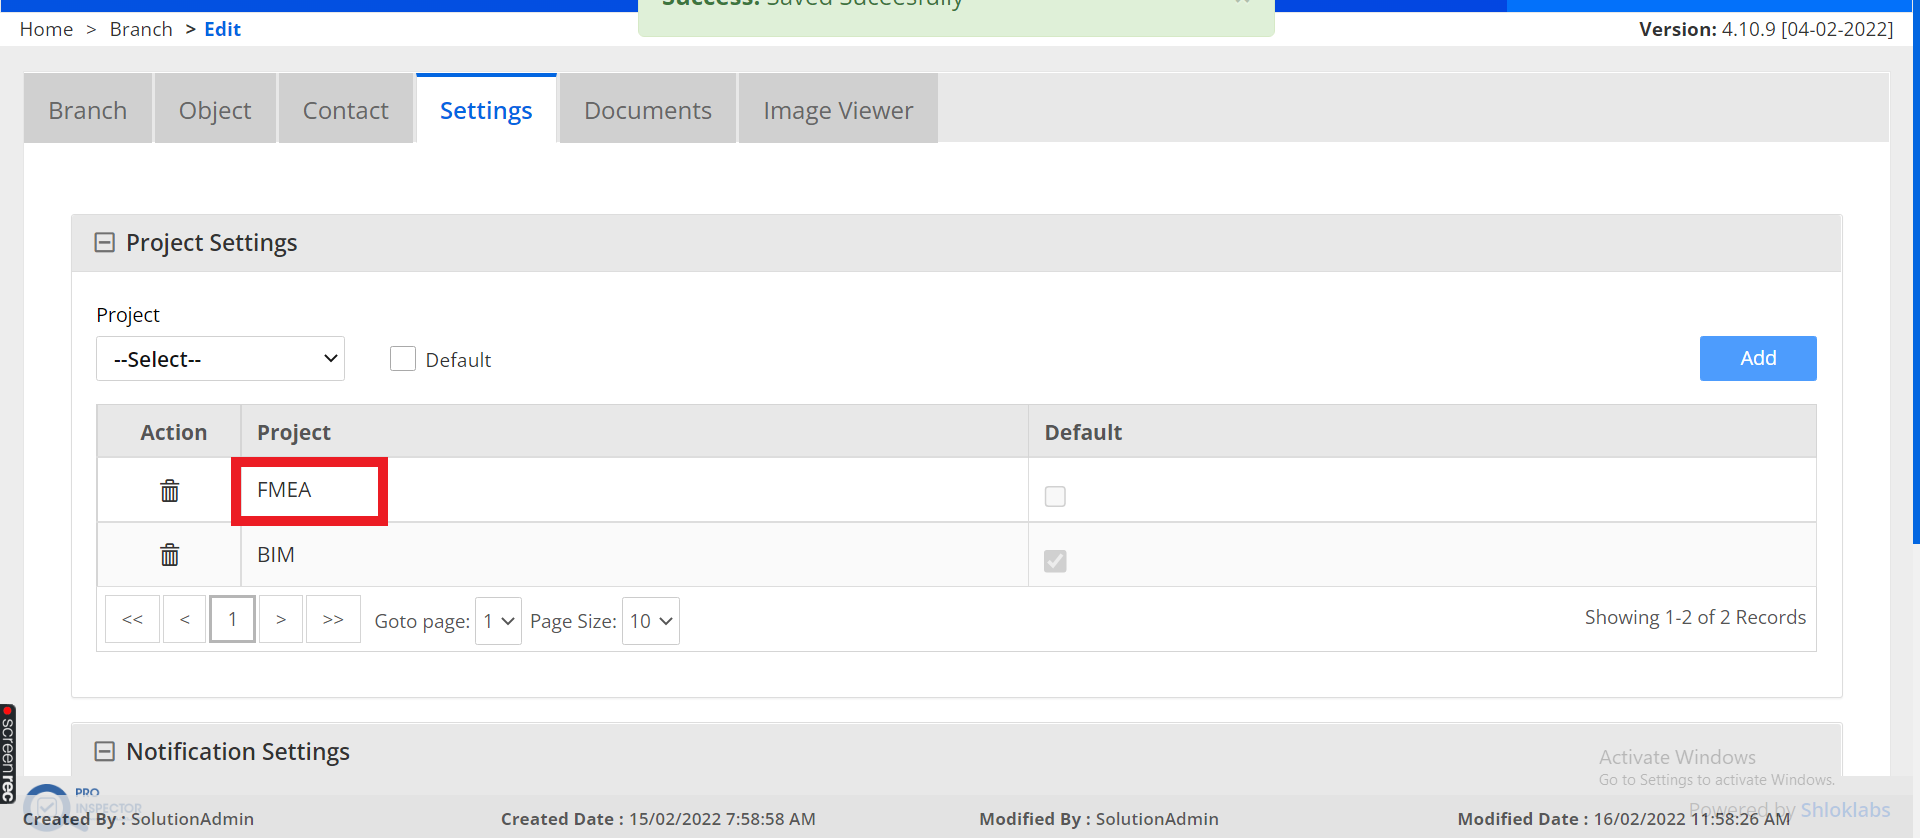 Success: Saved Succesfully
Home > Branch > Edit
Version: 4.10.9 [04-02-2022]
Branch
Object
Contact
Settings
Documents
Image Viewer
Project Settings
Project
--Select--
Default
Add
Action Project Default
FMEA
BIM
<< < 1 > >> Goto page: 1 Page Size: 10
Showing 1-2 of 2 Records
Notification Settings
Activate Windows
Go to Settings to activate Windows.
screenrec
PRO
INSPECTOR
Powered by Shloklabs
Created By : SolutionAdmin
Created Date : 15/02/2022 7:58:58 AM
Modified By : SolutionAdmin
Modified Date : 16/02/2022 11:58:26 AM